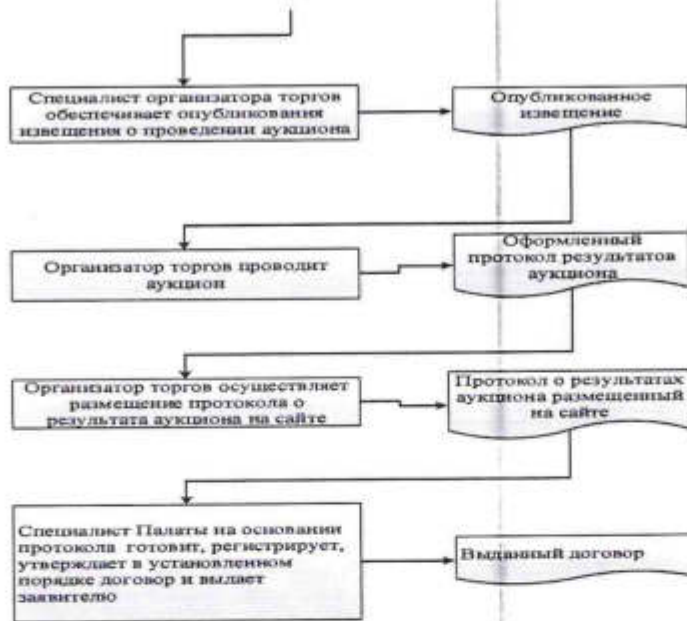 Специалист организатора торгов
обеспечивает опубликования
извещения о проведении аукциона
Опубликованное
извещение
Организатор торгов проводит
аукцион
Оформленный
протокол результатов
аукциона
Организатор торгов осуществляет
размещение протокола о
результата аукциона на сайте
Протокол о результатах
аукциона размещенный
на сайте
Специалист Палаты на основании
протокола готовит, регистрирует,
утверждает в установленном
порядке договор и выдает
заявителю
Выданный договор